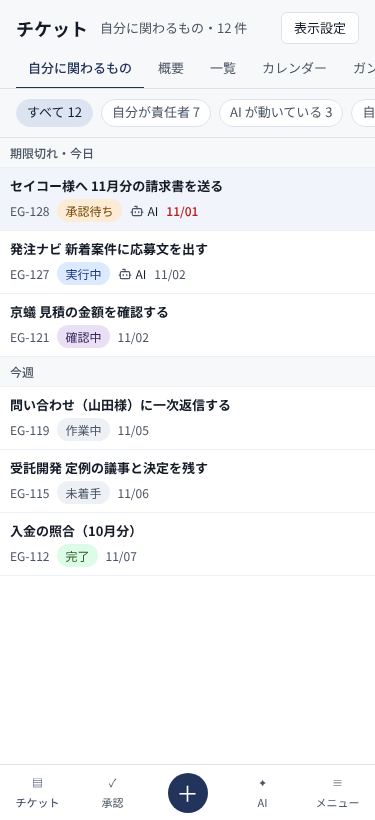 チケット 自分に関わるもの・12 件 表示設定
自分に関わるもの 概要 一覧 カレンダー ガン
すべて 12 自分が責任者 7 AI が動いている 3 自
期限切れ・今日
セイコー様へ 11月分の請求書を送る
EG-128 承認待ち AI 11/01
発注ナビ 新着案件に応募文を出す
EG-127 実行中 AI 11/02
京蟻 見積の金額を確認する
EG-121 確認中 11/02
今週
問い合わせ（山田様）に一次返信する
EG-119 作業中 11/05
受託開発 定例の議事と決定を残す
EG-115 未着手 11/06
入金の照合（10月分）
EG-112 完了 11/07
チケット 承認 AI メニュー